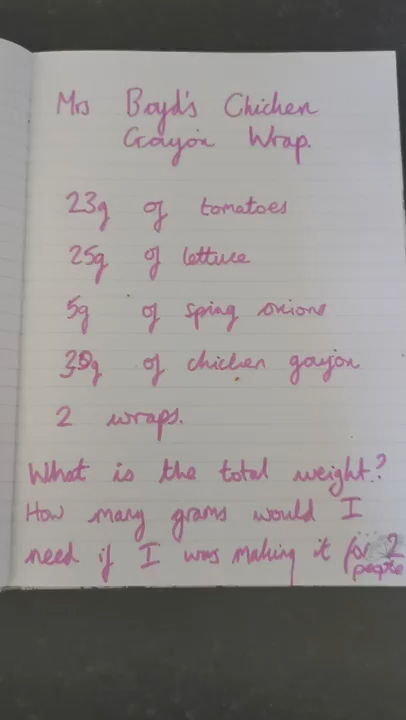 Mrs Boyd's Chicken
Goujon Wrap.
23g of tomatoes
25g of lettuce
5g of sping onions
30g of chicken goujon
2 wraps.
What is the total weight?
How many grams would I
need if I was making it for 2
people